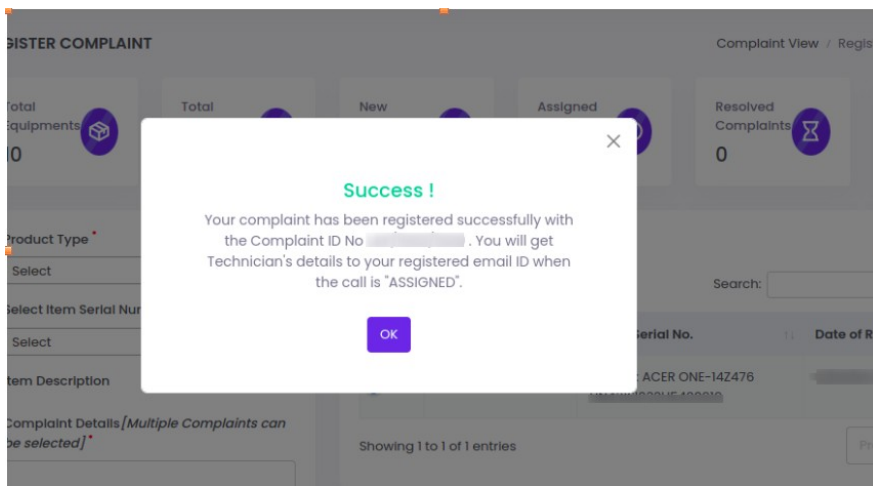 GISTER COMPLAINT
Complaint View / Regis
Total
Equipments
10
Total
New
Assigned
Resolved
Complaints
0
Success !
Your complaint has been registered successfully with
the Complaint ID No . You will get
Technician's details to your registered email ID when
the call is "ASSIGNED".
OK
Product Type *
Select
Select Item Serial Nur
Select
Item Description
Complaint Details[Multiple Complaints can
be selected] *
Search:
Serial No.
Date of R
: ACER ONE-14Z476
Showing 1 to 1 of 1 entries
Pr